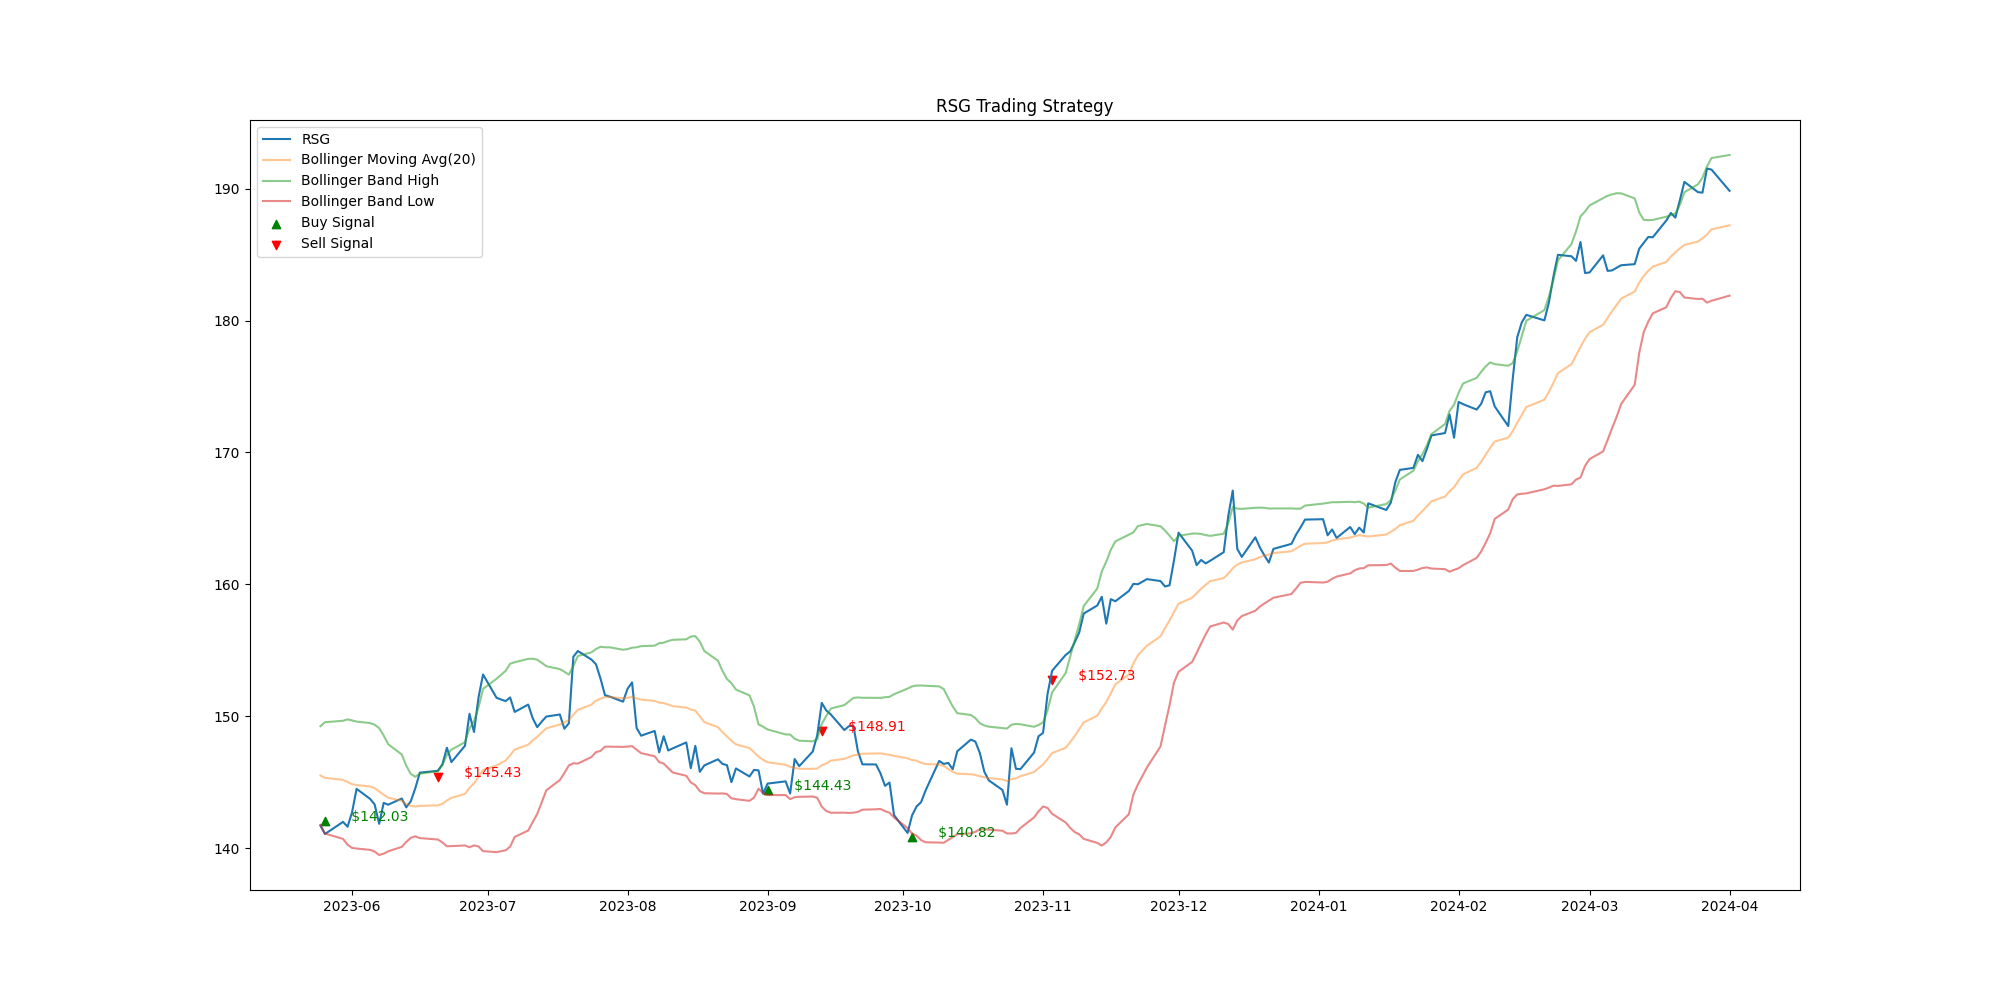 RSG Trading Strategy
RSG
Bollinger Moving Avg(20)
Bollinger Band High
Bollinger Band Low
Buy Signal
Sell Signal
190
180
170
160
150
140
$152.73
$148.91
$145.43
$144.43
$142.03
$140.82
2023-06 2023-07 2023-08 2023-09 2023-10 2023-11 2023-12 2024-01 2024-02 2024-03 2024-04